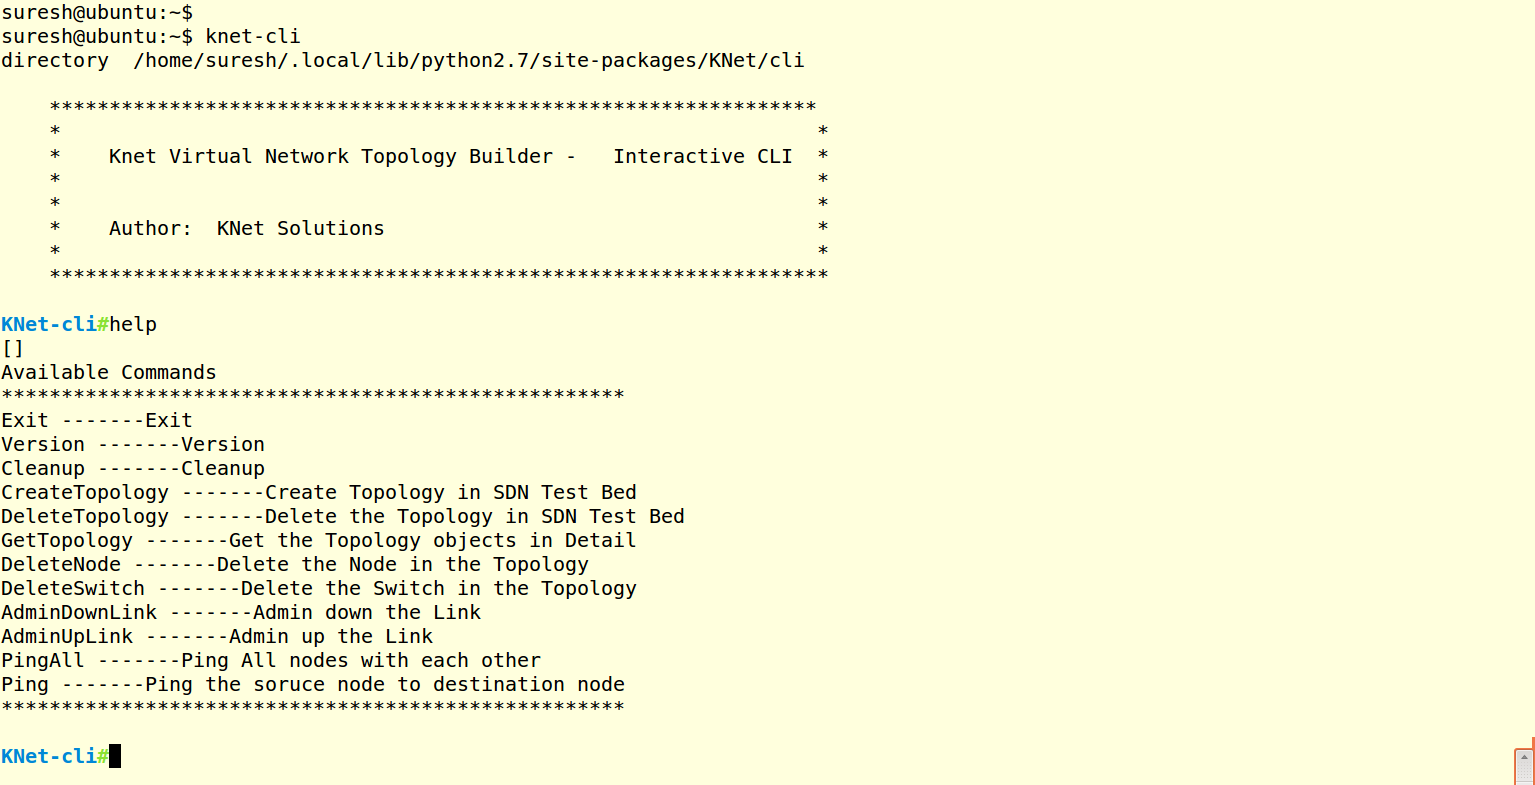 suresh@ubuntu:~$
suresh@ubuntu:~$ knet-cli
directory  /home/suresh/.local/lib/python2.7/site-packages/KNet/cli
    ****************************************************************
    *                                                               *
    *    Knet Virtual Network Topology Builder -   Interactive CLI  *
    *                                                               *
    *                                                               *
    *    Author:  KNet Solutions                                    *
    *                                                               *
    *****************************************************************
KNet-cli#help
[]
Available Commands
****************************************************
Exit -------Exit
Version -------Version
Cleanup -------Cleanup
CreateTopology -------Create Topology in SDN Test Bed
DeleteTopology -------Delete the Topology in SDN Test Bed
GetTopology -------Get the Topology objects in Detail
DeleteNode -------Delete the Node in the Topology
DeleteSwitch -------Delete the Switch in the Topology
AdminDownLink -------Admin down the Link
AdminUpLink -------Admin up the Link
PingAll -------Ping All nodes with each other
Ping -------Ping the soruce node to destination node
****************************************************
KNet-cli#